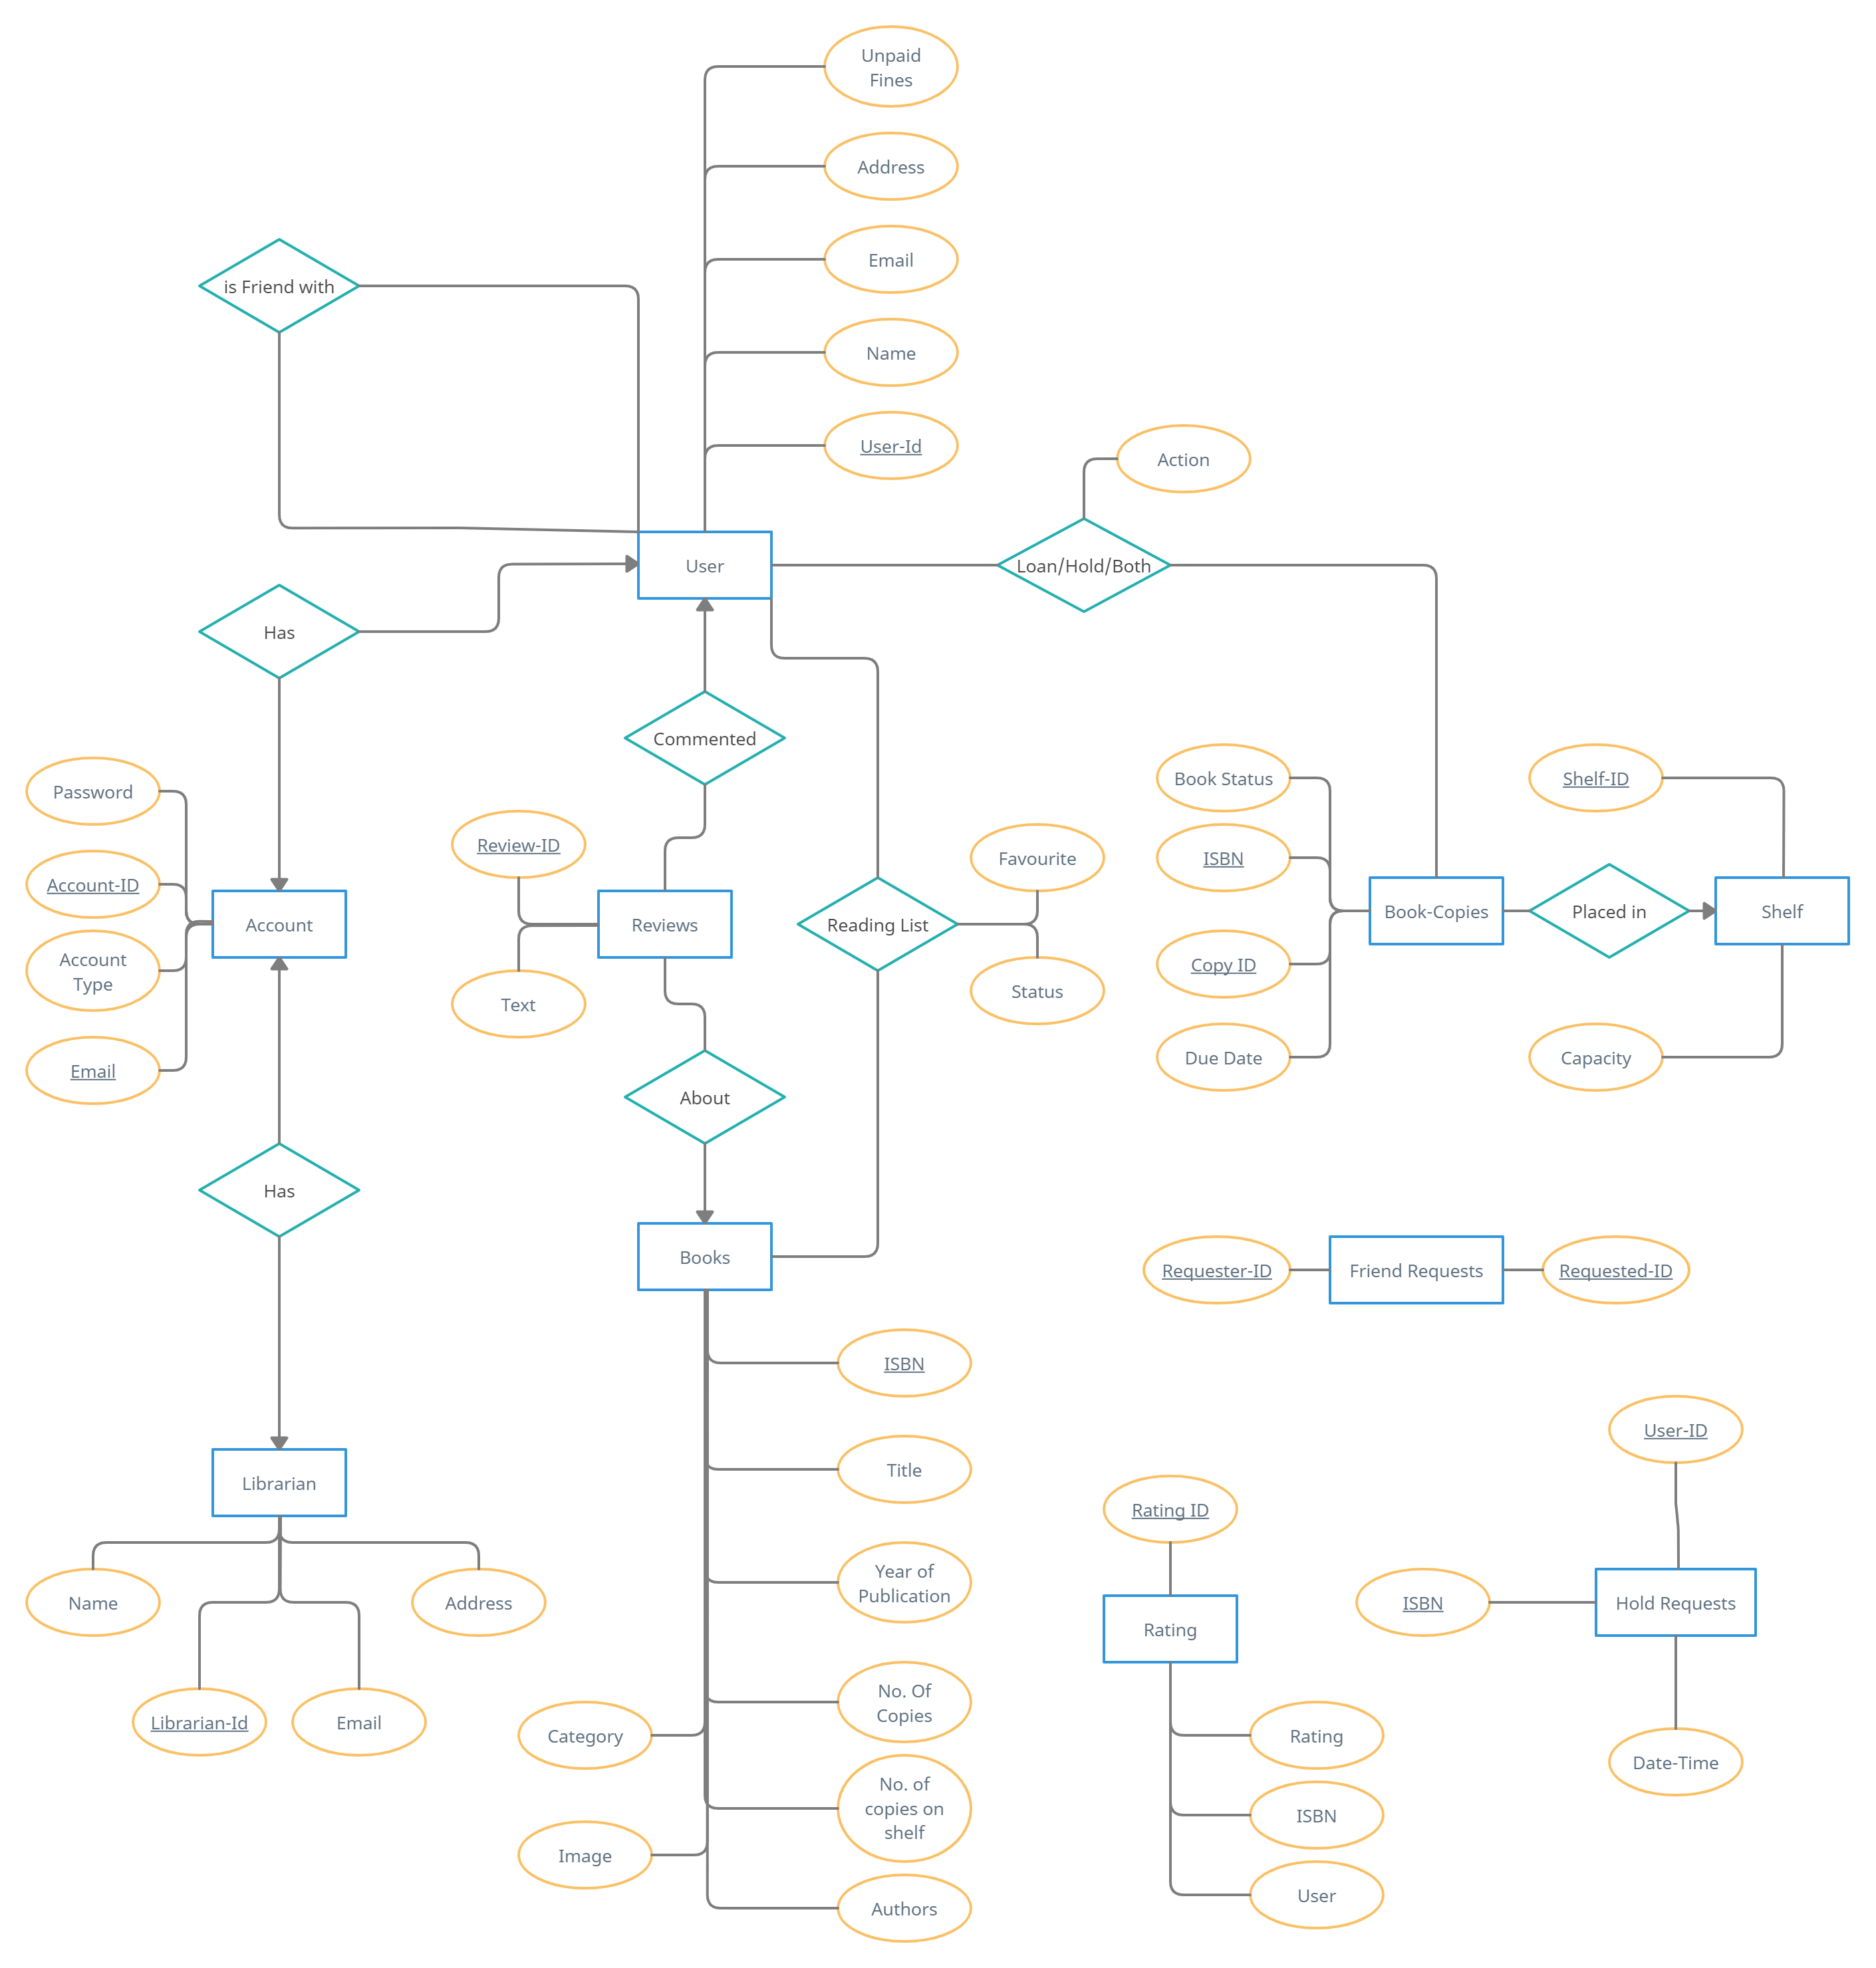 Unpaid
Fines
Address
Email
is Friend with
Name
User-Id
Action
User
Loan/Hold/Both
Has
Commented
Password
Account-ID
Account
Type
Email
Account
Review-ID
Text
Reviews
Reading List
Favourite
Status
Book Status
ISBN
Copy ID
Due Date
Book-Copies
Placed in
Shelf-ID
Shelf
Capacity
About
Has
Books
Requester-ID
Friend Requests
Requested-ID
ISBN
Title
Year of
Publication
No. Of
Copies
No. of
copies on
shelf
Authors
Category
Image
Librarian
Name
Address
Librarian-Id
Email
Rating ID
Rating
Rating
ISBN
User
User-ID
ISBN
Hold Requests
Date-Time